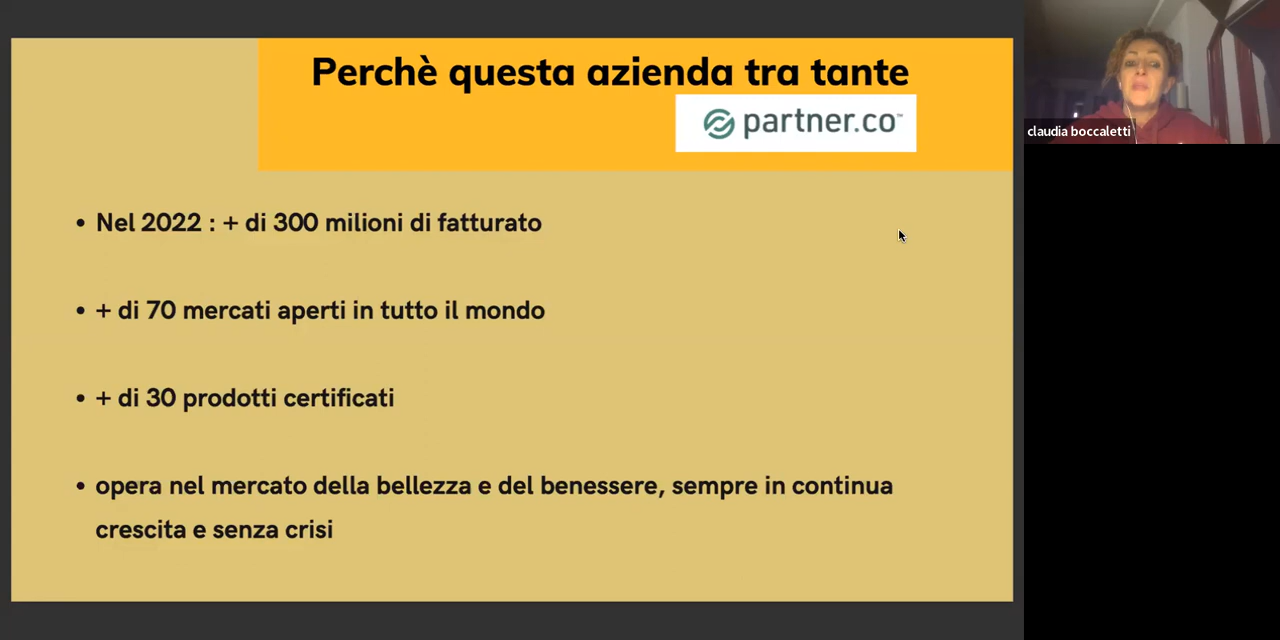 Perchè questa azienda tra tante
partner.co™
claudia boccaletti
• Nel 2022 : + di 300 milioni di fatturato
• + di 70 mercati aperti in tutto il mondo
• + di 30 prodotti certificati
• opera nel mercato della bellezza e del benessere, sempre in continua
crescita e senza crisi